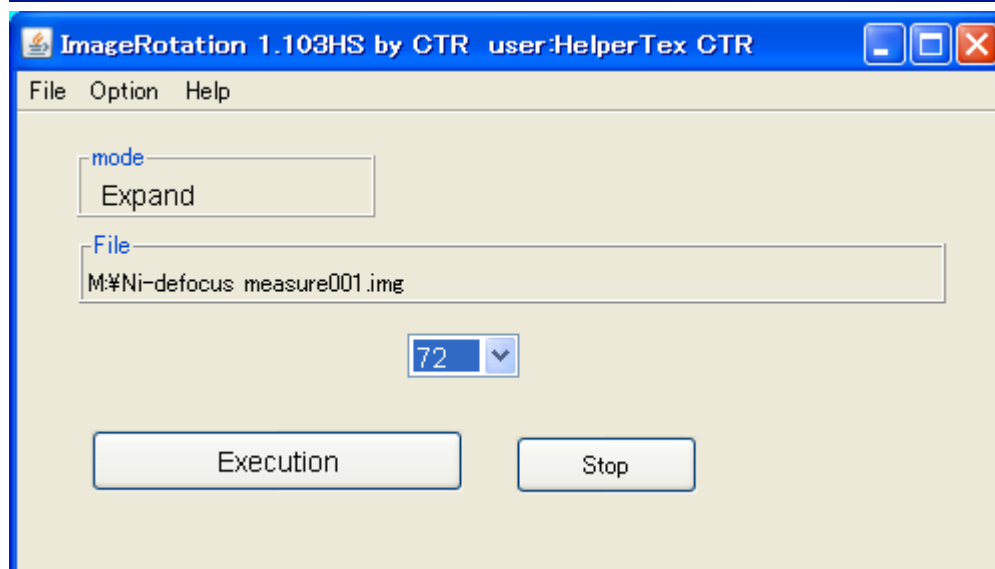 ImageRotation 1.103HS by CTR user:HelperTex CTR
File Option Help
mode
Expand
File
M:¥Ni-defocus measure001.img
72
Execution Stop